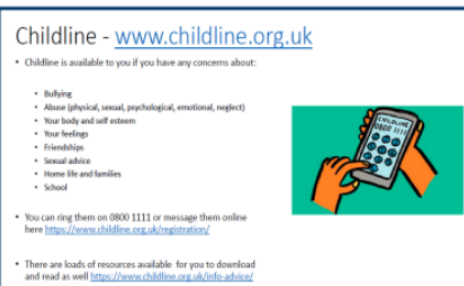 Childline - www.childline.org.uk
• Childline is available to you if you have any concerns about:
• Bullying
• Abuse (physical, sexual, psychological, emotional, neglect)
• Your body and self esteem
• Your feelings
• Friendships
• Sexual advice
• Home life and families
• School
CHILDLINE
0800 1111
• You can ring them on 0800 1111 or message them online
here https://www.childline.org.uk/registration/
• There are loads of resources available for you to download
and read as well https://www.childline.org.uk/info-advice/